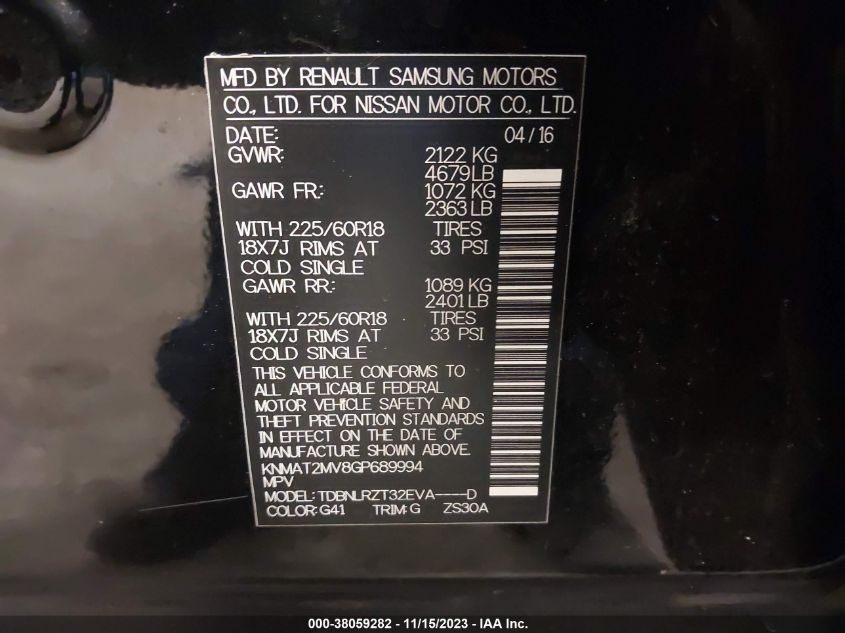 MFD BY RENAULT SAMSUNG MOTORS
CO., LTD. FOR NISSAN MOTOR CO., LTD.
DATE: 04/16
GVWR: 2122 KG
4679LB
GAWR FR.: 1072 KG
2363 LB
WITH 225/60R18 TIRES
18X7J RIMS AT 33 PSI
COLD SINGLE
GAWR RR.: 1089 KG
2401 LB
WITH 225/60R18 TIRES
18X7J RIMS AT 33 PSI
COLD SINGLE
THIS VEHICLE CONFORMS TO
ALL APPLICABLE FEDERAL
MOTOR VEHICLE SAFETY AND
THEFT PREVENTION STANDARDS
IN EFFECT ON THE DATE OF
MANUFACTURE SHOWN ABOVE.
KNMAT2MV8GP689994
MPV
MODEL: TDBNLRZT32EVA----D
COLOR: G41 TRIM: G ZS30A
000-38059282 - 11/15/2023 - IAA Inc.